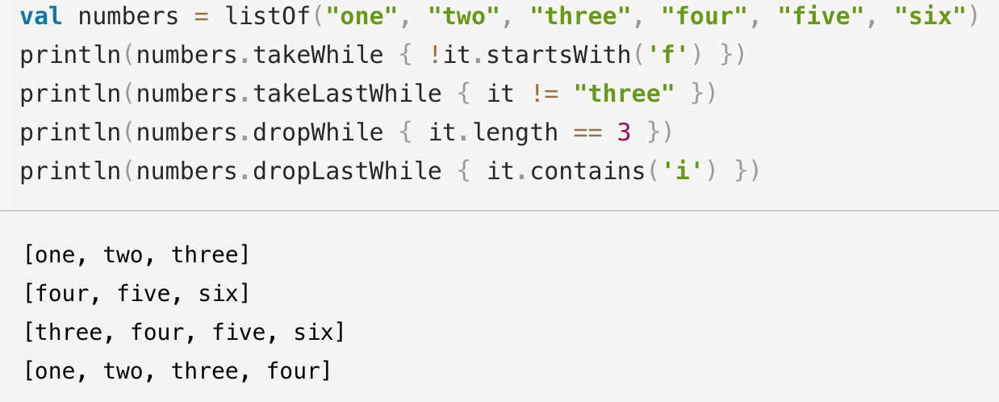 val numbers = listOf("one", "two", "three", "four", "five", "six")
println(numbers.takeWhile { !it.startsWith('f') })
println(numbers.takeLastWhile { it != "three" })
println(numbers.dropWhile { it.length == 3 })
println(numbers.dropLastWhile { it.contains('i') })
[one, two, three]
[four, five, six]
[three, four, five, six]
[one, two, three, four]